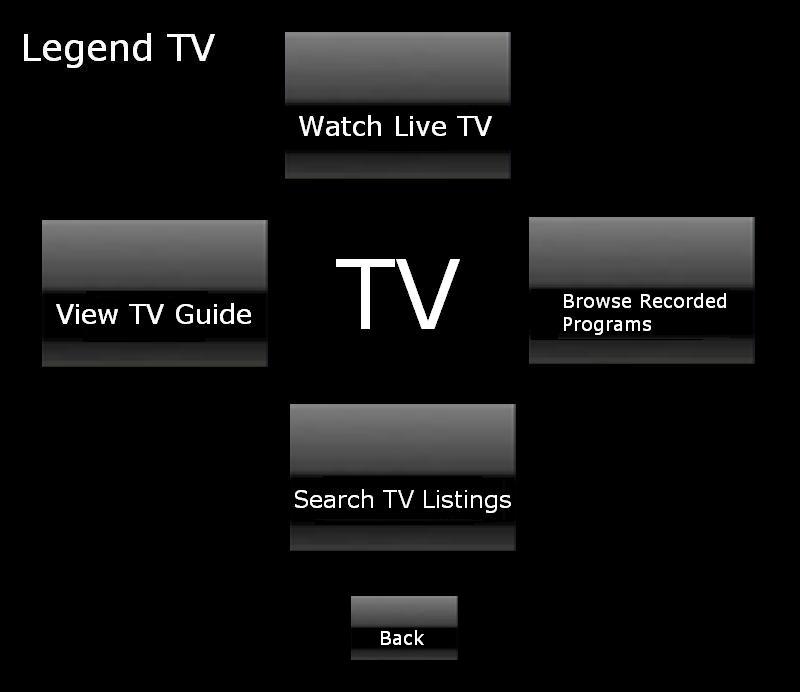 Legend TV
Watch Live TV
View TV Guide
TV
Browse Recorded
Programs
Search TV Listings
Back